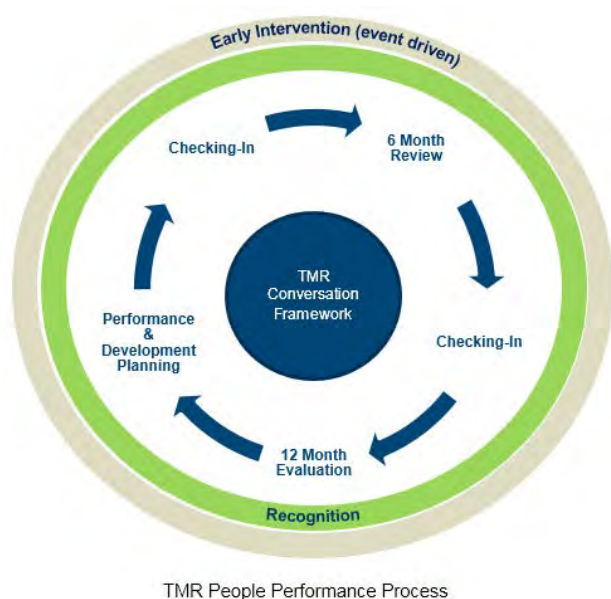 Early Intervention (event driven)
Checking-In
6 Month
Review
TMR
Conversation
Framework
Performance
&
Development
Planning
Checking-In
12 Month
Evaluation
Recognition
TMR People Performance Process